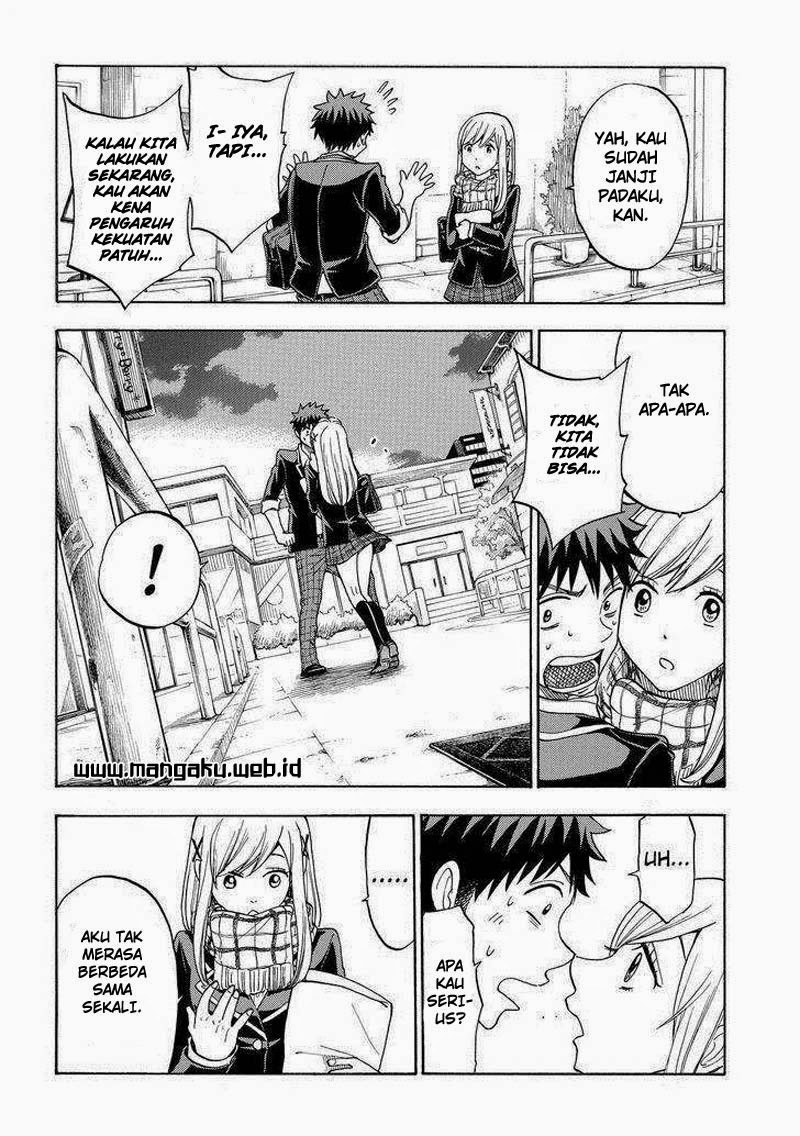 YAH, KAU
SUDAH
JANJI
PADAKU,
KAN.
I- IYA,
TAPI...
KALAU KITA
LAKUKAN
SEKARANG,
KAU AKAN
KENA
PENGARUH
KEKUATAN
PATUH...
TAK
APA-APA.
TIDAK,
KITA
TIDAK
BISA...
!
www.mangaku.web.id
UH...
APA
KAU
SERI-
US?
......
AKU TAK
MERASA
BERBEDA
SAMA
SEKALI.